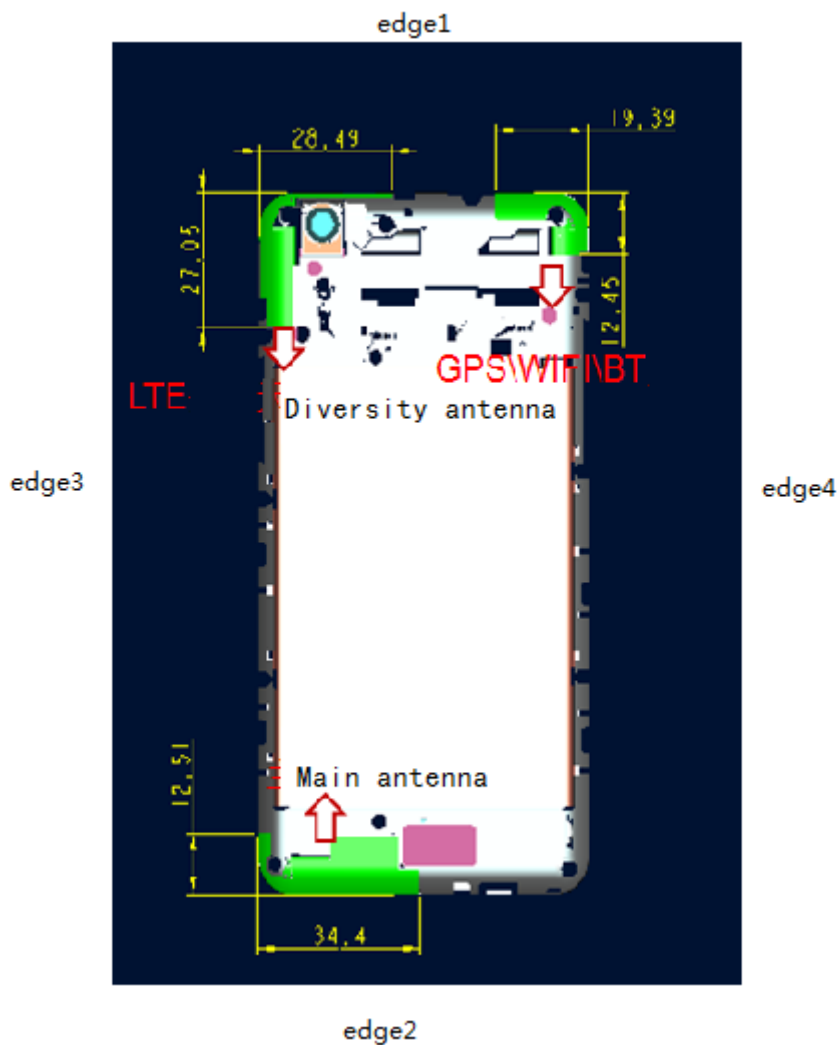 edge1
28.49
19.39
27.05
12.45
GPS\WIFI\BT
LTE
Diversity antenna
edge3
edge4
Main antenna
12.51
34.4
edge2